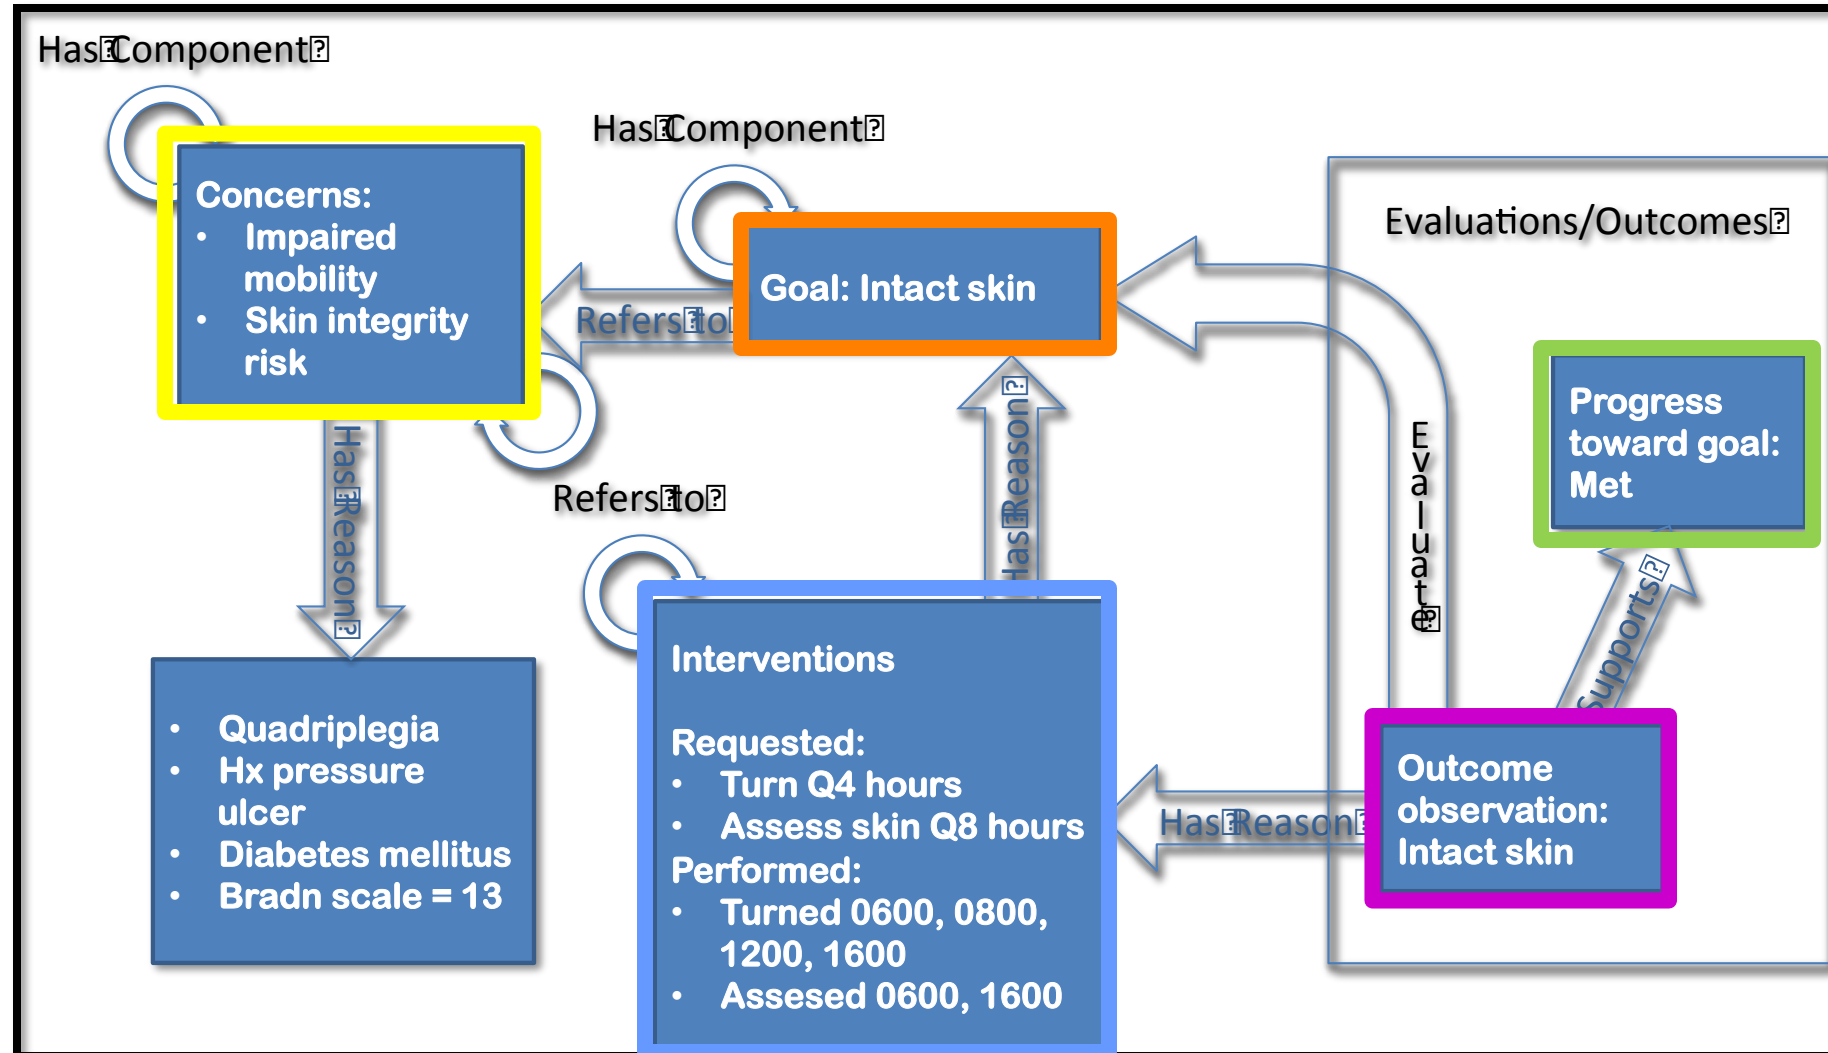 Has Component
Has Component
Evaluations/Outcomes
Concerns:
• Impaired
mobility
• Skin integrity
risk
Refers to
Goal: Intact skin
Has Reason
Refers to
Has Reason
Evaluate
Progress
toward goal:
Met
Supports
• Quadriplegia
• Hx pressure
ulcer
• Diabetes mellitus
• Bradn scale = 13
Interventions
Requested:
• Turn Q4 hours
• Assess skin Q8 hours
Performed:
• Turned 0600, 0800,
1200, 1600
• Assesed 0600, 1600
Has Reason
Outcome
observation:
Intact skin